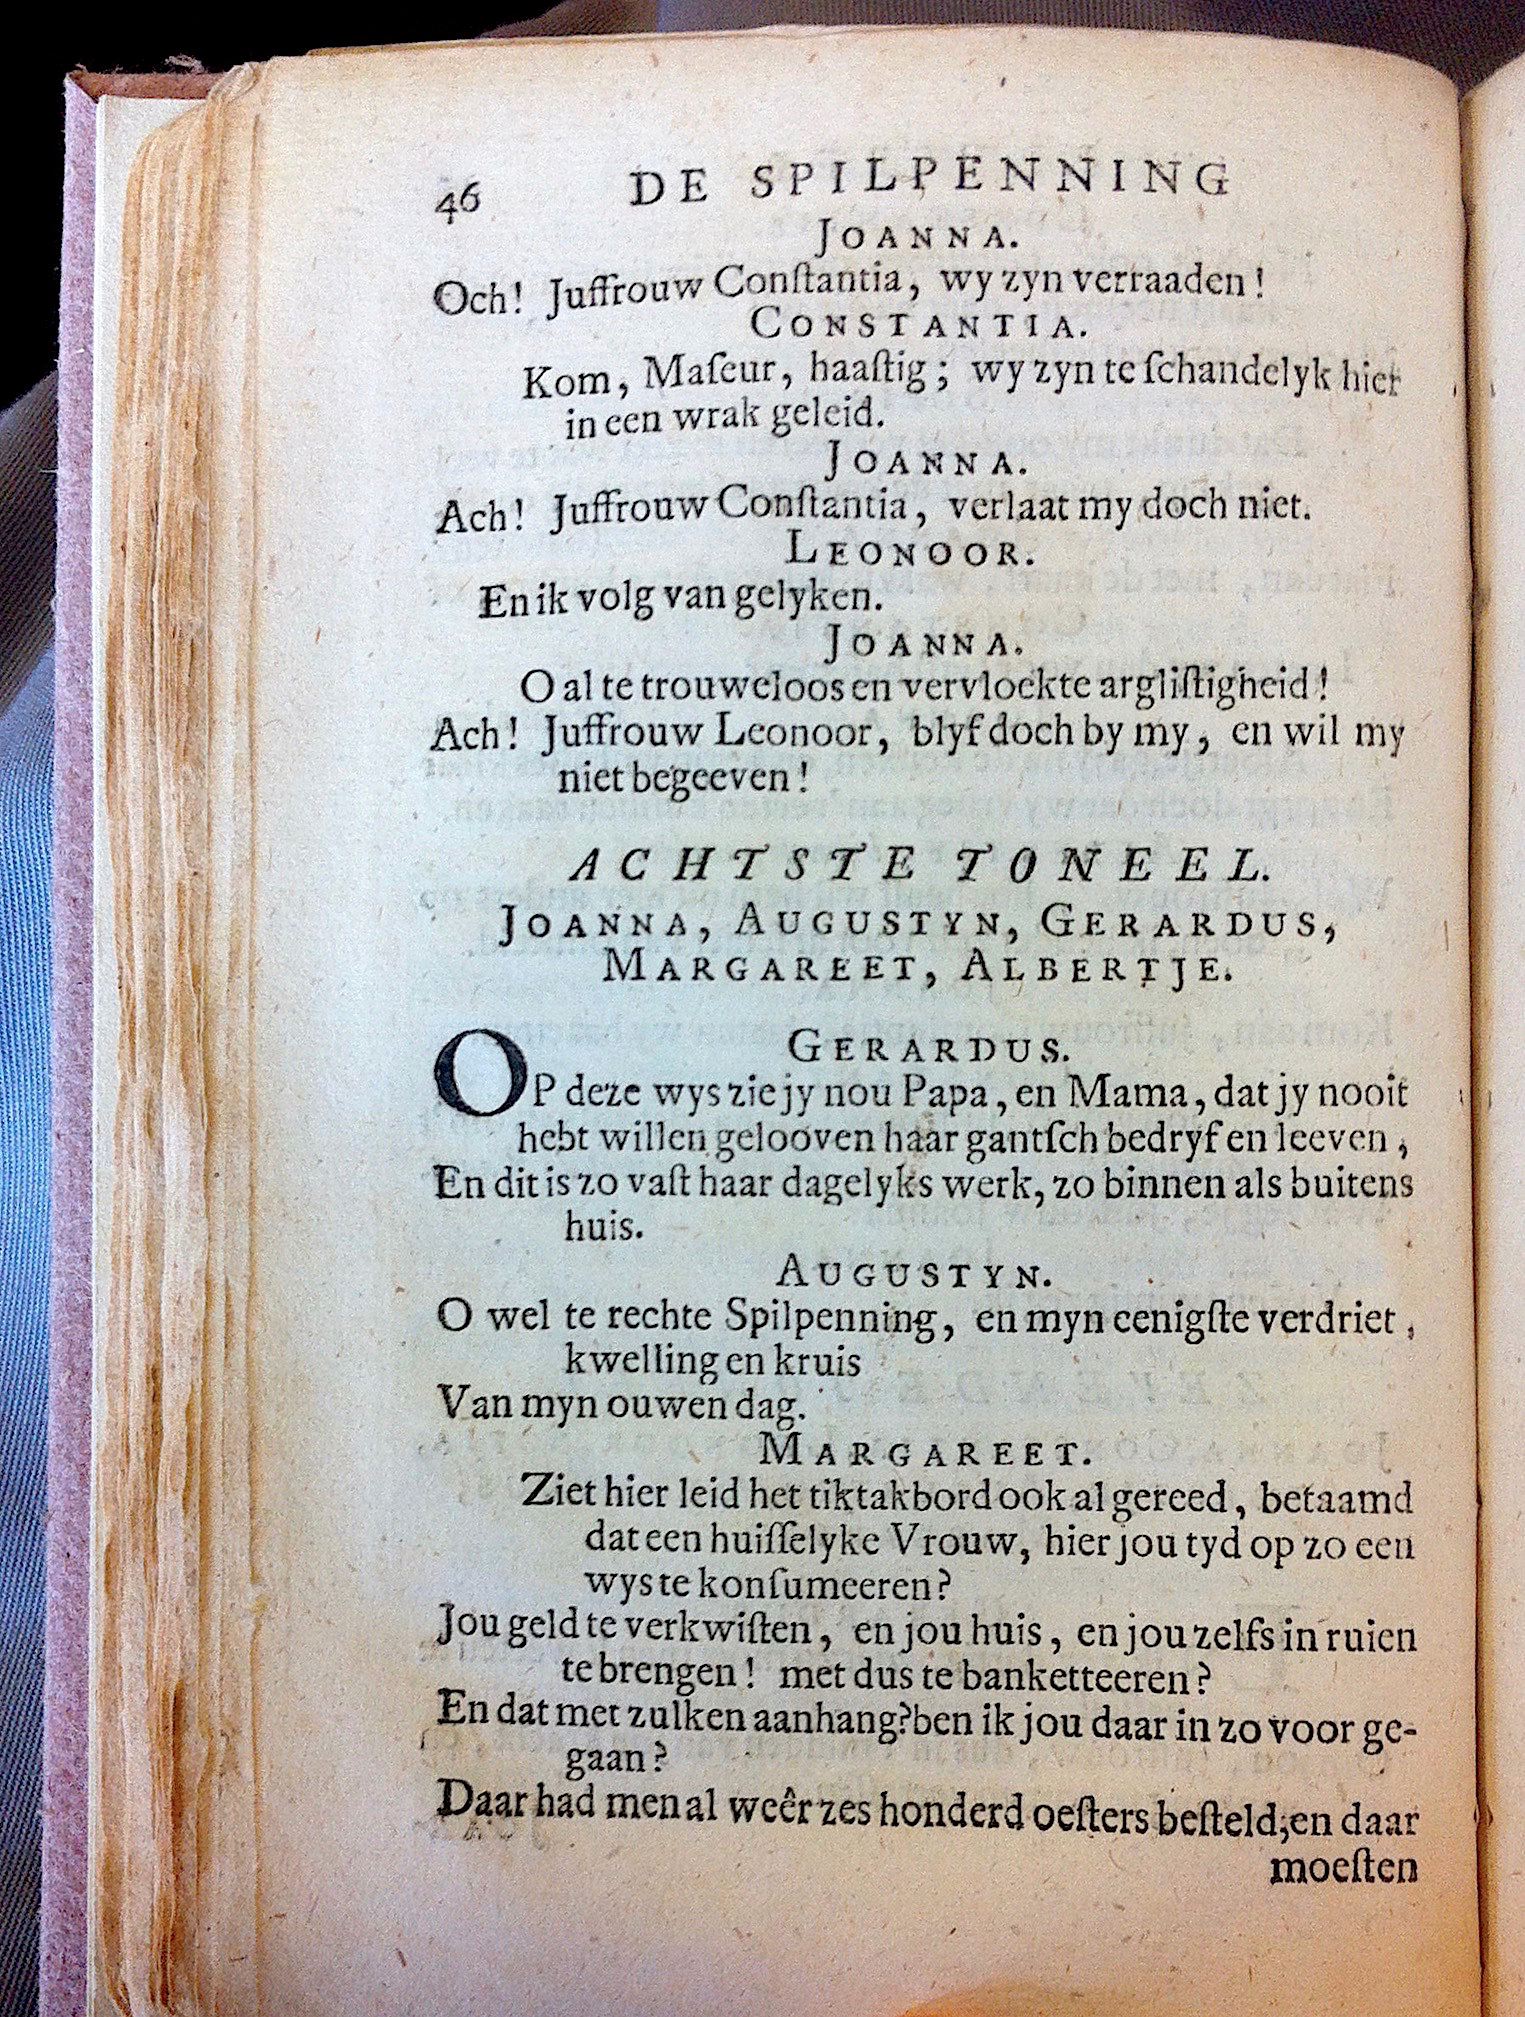 46 DE SPILPENNING
JOANNA.
Och! Juffrouw Conſtantia, wy zyn verraaden!
CONSTANTIA.
Kom, Maſeur, haaſtig; wy zyn te ſchandelyk hier
in een wrak geleid.
JOANNA.
Ach! Juffrouw Conſtantia, verlaat my doch niet.
LEONOOR.
En ik volg van gelyken.
JOANNA.
O al te trouweloos en vervloekte argliſtigheid!
Ach! Juffrouw Leonoor, blyf doch by my, en wil my
niet begeeven!
ACHTSTE TONEEL.
JOANNA, AUGUSTYN, GERARDUS,
MARGAREET, ALBERTJE.
GERARDUS.
OP deze wys zie jy nou Papa, en Mama, dat jy nooit
hebt willen gelooven haar gantſch bedryf en leeven,
En dit is zo vaſt haar dagelyks werk, zo binnen als buitens
huis.
AUGUSTYN.
O wel te rechte Spilpenning, en myn eenigſte verdriet,
kwelling en kruis
Van myn ouwen dag.
MARGAREET.
Ziet hier leid het tiktakbord ook al gereed, betaamd
dat een huiſſelyke Vrouw, hier jou tyd op zo een
wys te konſumeeren?
Jou geld te verkwiſten, en jou huis, en jou zelfs in ruien
te brengen! met dus te banketteeren?
En dat met zulken aanhang? ben ik jou daar in zo voor ge-
gaan?
Daar had men al weêr zes honderd oeſters beſteld; en daar
moeſten